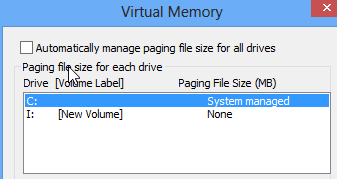 Virtual Memory
Automatically manage paging file size for all drives
Paging file size for each drive
Drive [Volume Label] Paging File Size (MB)
C: System managed
I: [New Volume] None